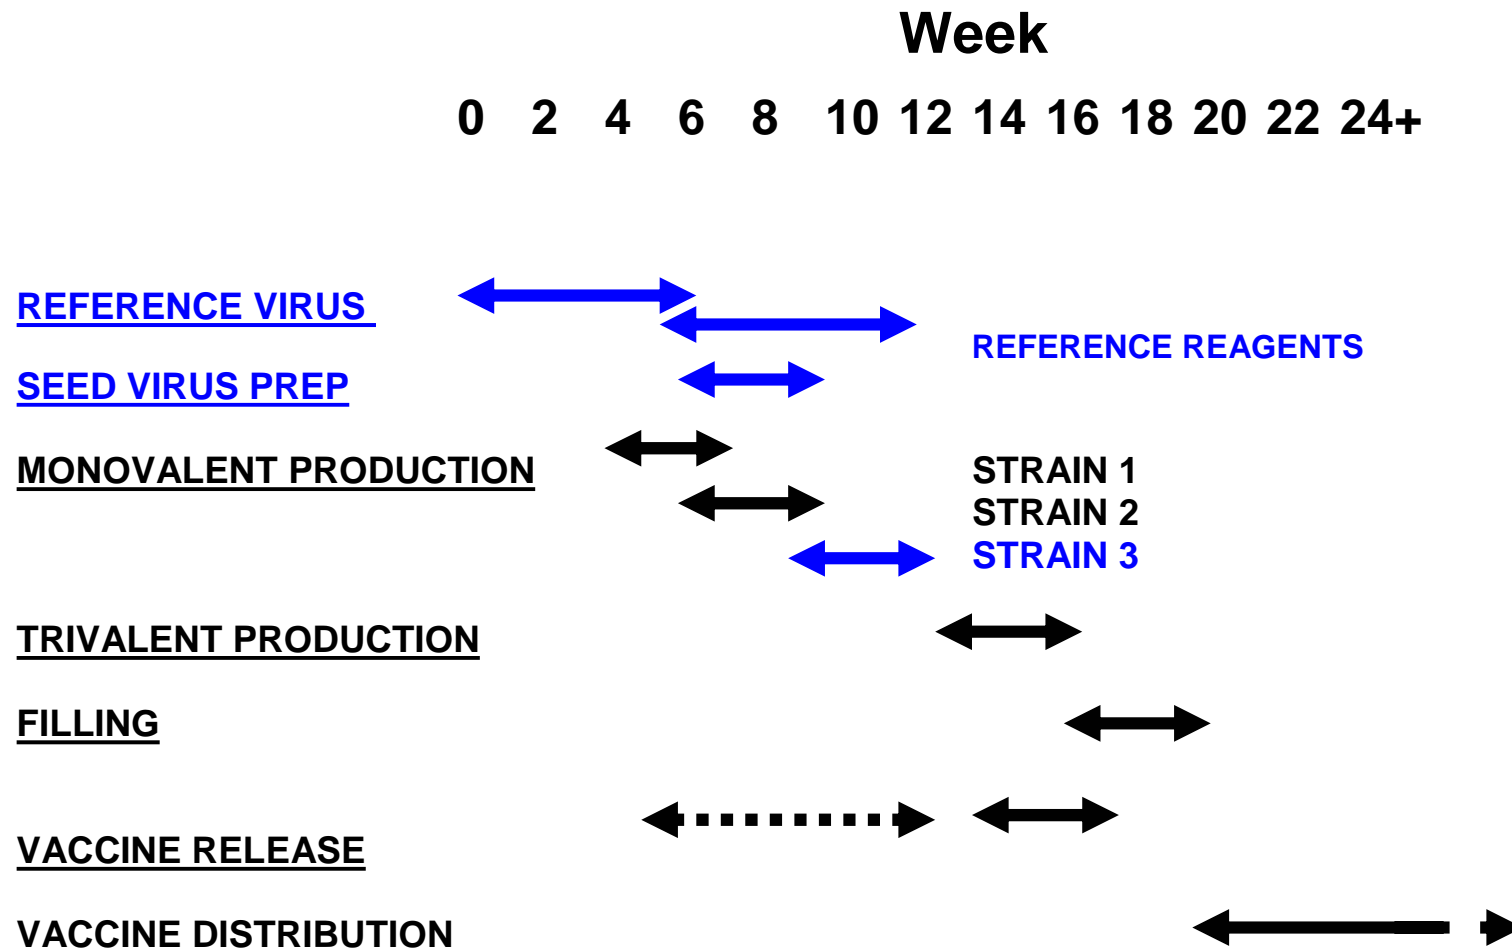 Week
0 2 4 6 8 10 12 14 16 18 20 22 24+
REFERENCE VIRUS
REFERENCE REAGENTS
SEED VIRUS PREP
MONOVALENT PRODUCTION
STRAIN 1
STRAIN 2
STRAIN 3
TRIVALENT PRODUCTION
FILLING
VACCINE RELEASE
VACCINE DISTRIBUTION